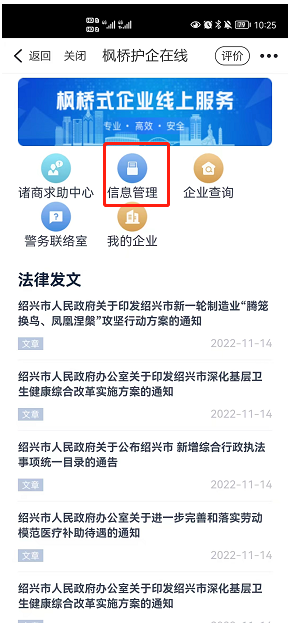 10:25
返回 关闭 枫桥护企在线 评价
枫桥式企业线上服务
专业·高效·安全
诸商求助中心 信息管理 企业查询
警务联络室 我的企业
法律发文
绍兴市人民政府关于印发绍兴市新一轮制造业“腾笼
换鸟、凤凰涅槃”攻坚行动方案的通知
文章 2022-11-14
绍兴市人民政府办公室关于印发绍兴市深化基层卫
生健康综合改革实施方案的通知
文章 2022-11-14
绍兴市人民政府关于公布绍兴市 新增综合行政执法
事项统一目录的通告
文章 2022-11-14
绍兴市人民政府办公室关于进一步完善和落实劳动
模范医疗补助待遇的通知
文章 2022-11-14
绍兴市人民政府办公室关于印发绍兴市深化基层卫
生健康综合改革实施方案的通知